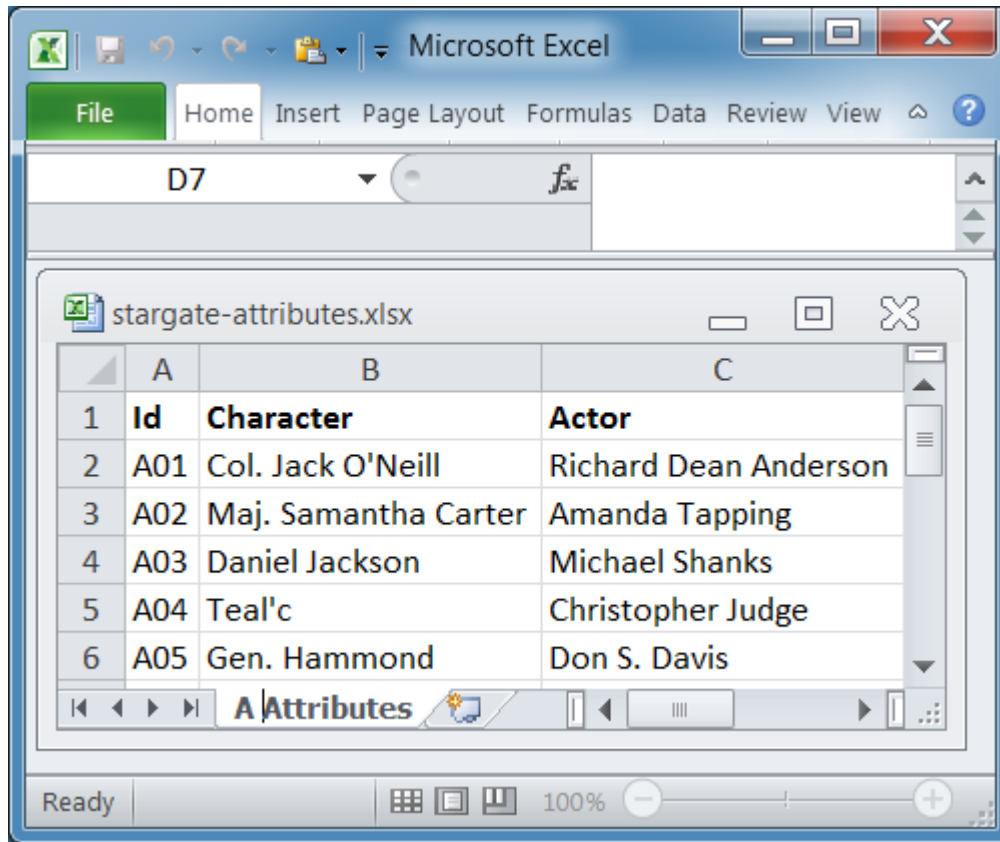 Microsoft Excel
File Home Insert Page Layout Formulas Data Review View
D7 fx
stargate-attributes.xlsx
A B C
1 Id Character Actor
2 A01 Col. Jack O'Neill Richard Dean Anderson
3 A02 Maj. Samantha Carter Amanda Tapping
4 A03 Daniel Jackson Michael Shanks
5 A04 Teal'c Christopher Judge
6 A05 Gen. Hammond Don S. Davis
A Attributes
Ready 100%